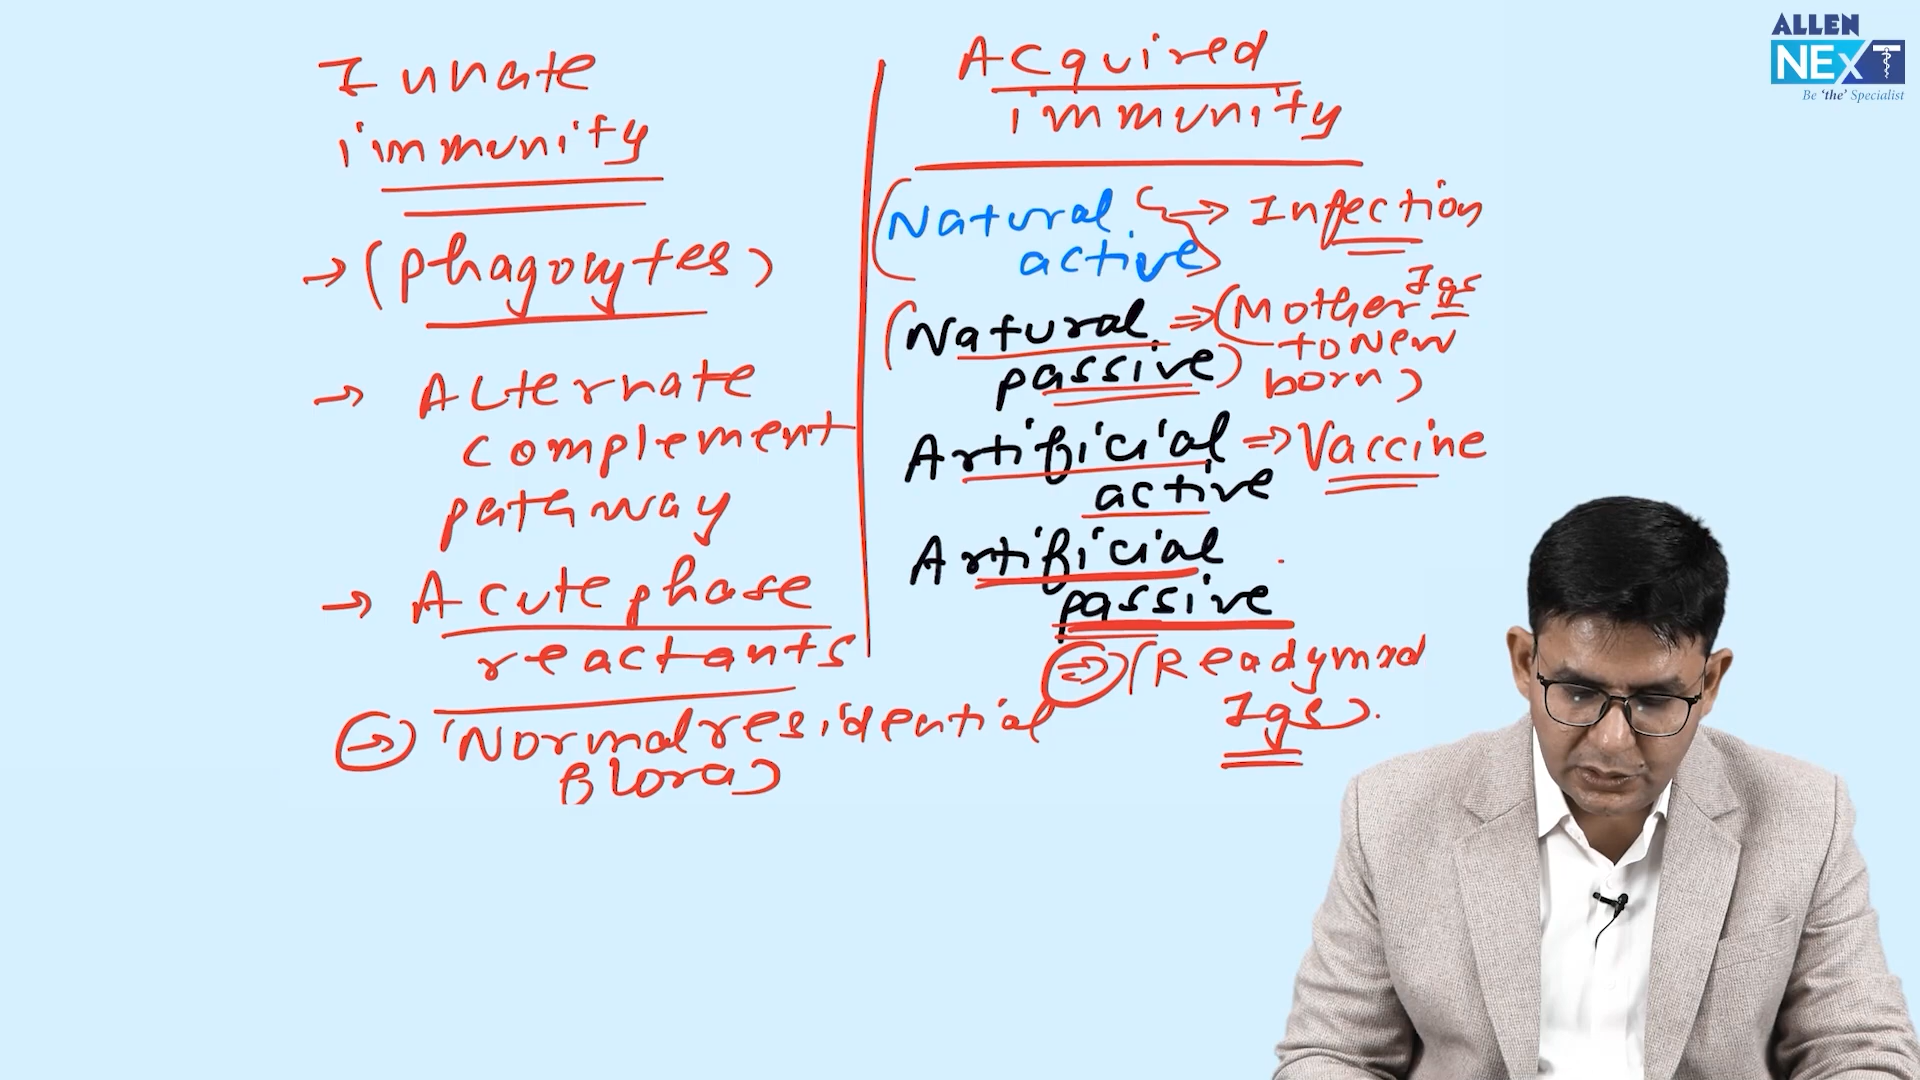 Innate
immunity
→ (phagocytes)
→ Alternate
complement
pathway
→ Acute phase
reactants
→ (Normal residential
flora)
Acquired
immunity
(Natural
active) → Infection
(Natural
passive) ⇒ (Mother Igs
to New
born)
Artificial
active ⇒ Vaccine
Artificial
passive
⇒ (Readymad
Igs).
ALLEN
NEXT
Be 'the' Specialist